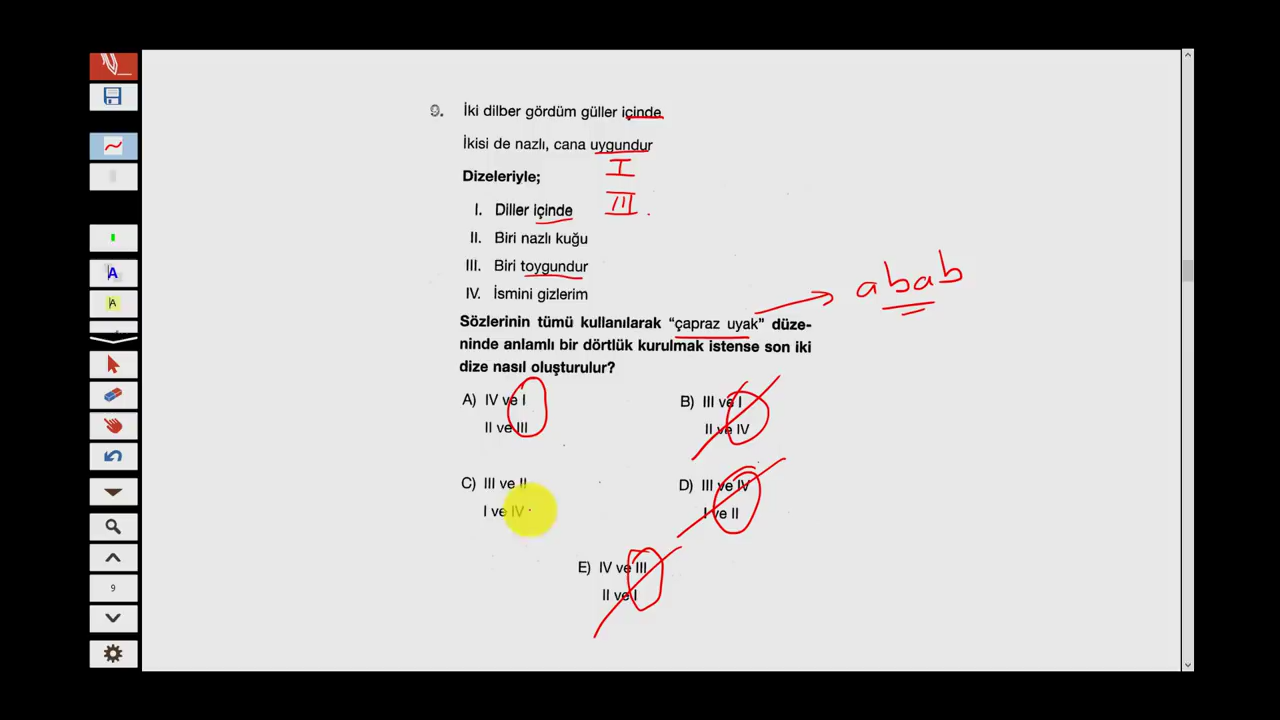 9. İki dilber gördüm güller içinde
İkisi de nazlı, cana uygundur
I
Dizeleriyle;
III.
I. Diller içinde
II. Biri nazlı kuğu
III. Biri toygundur
IV. İsmini gizlerim
abab
Sözlerinin tümü kullanılarak “çapraz uyak” düze-
ninde anlamlı bir dörtlük kurulmak istense son iki
dize nasıl oluşturulur?
A) IV ve I
II ve III
B) III ve I
II ve IV
C) III ve II
I ve IV
D) III ve IV
I ve II
E) IV ve III
II ve I
A
A
9